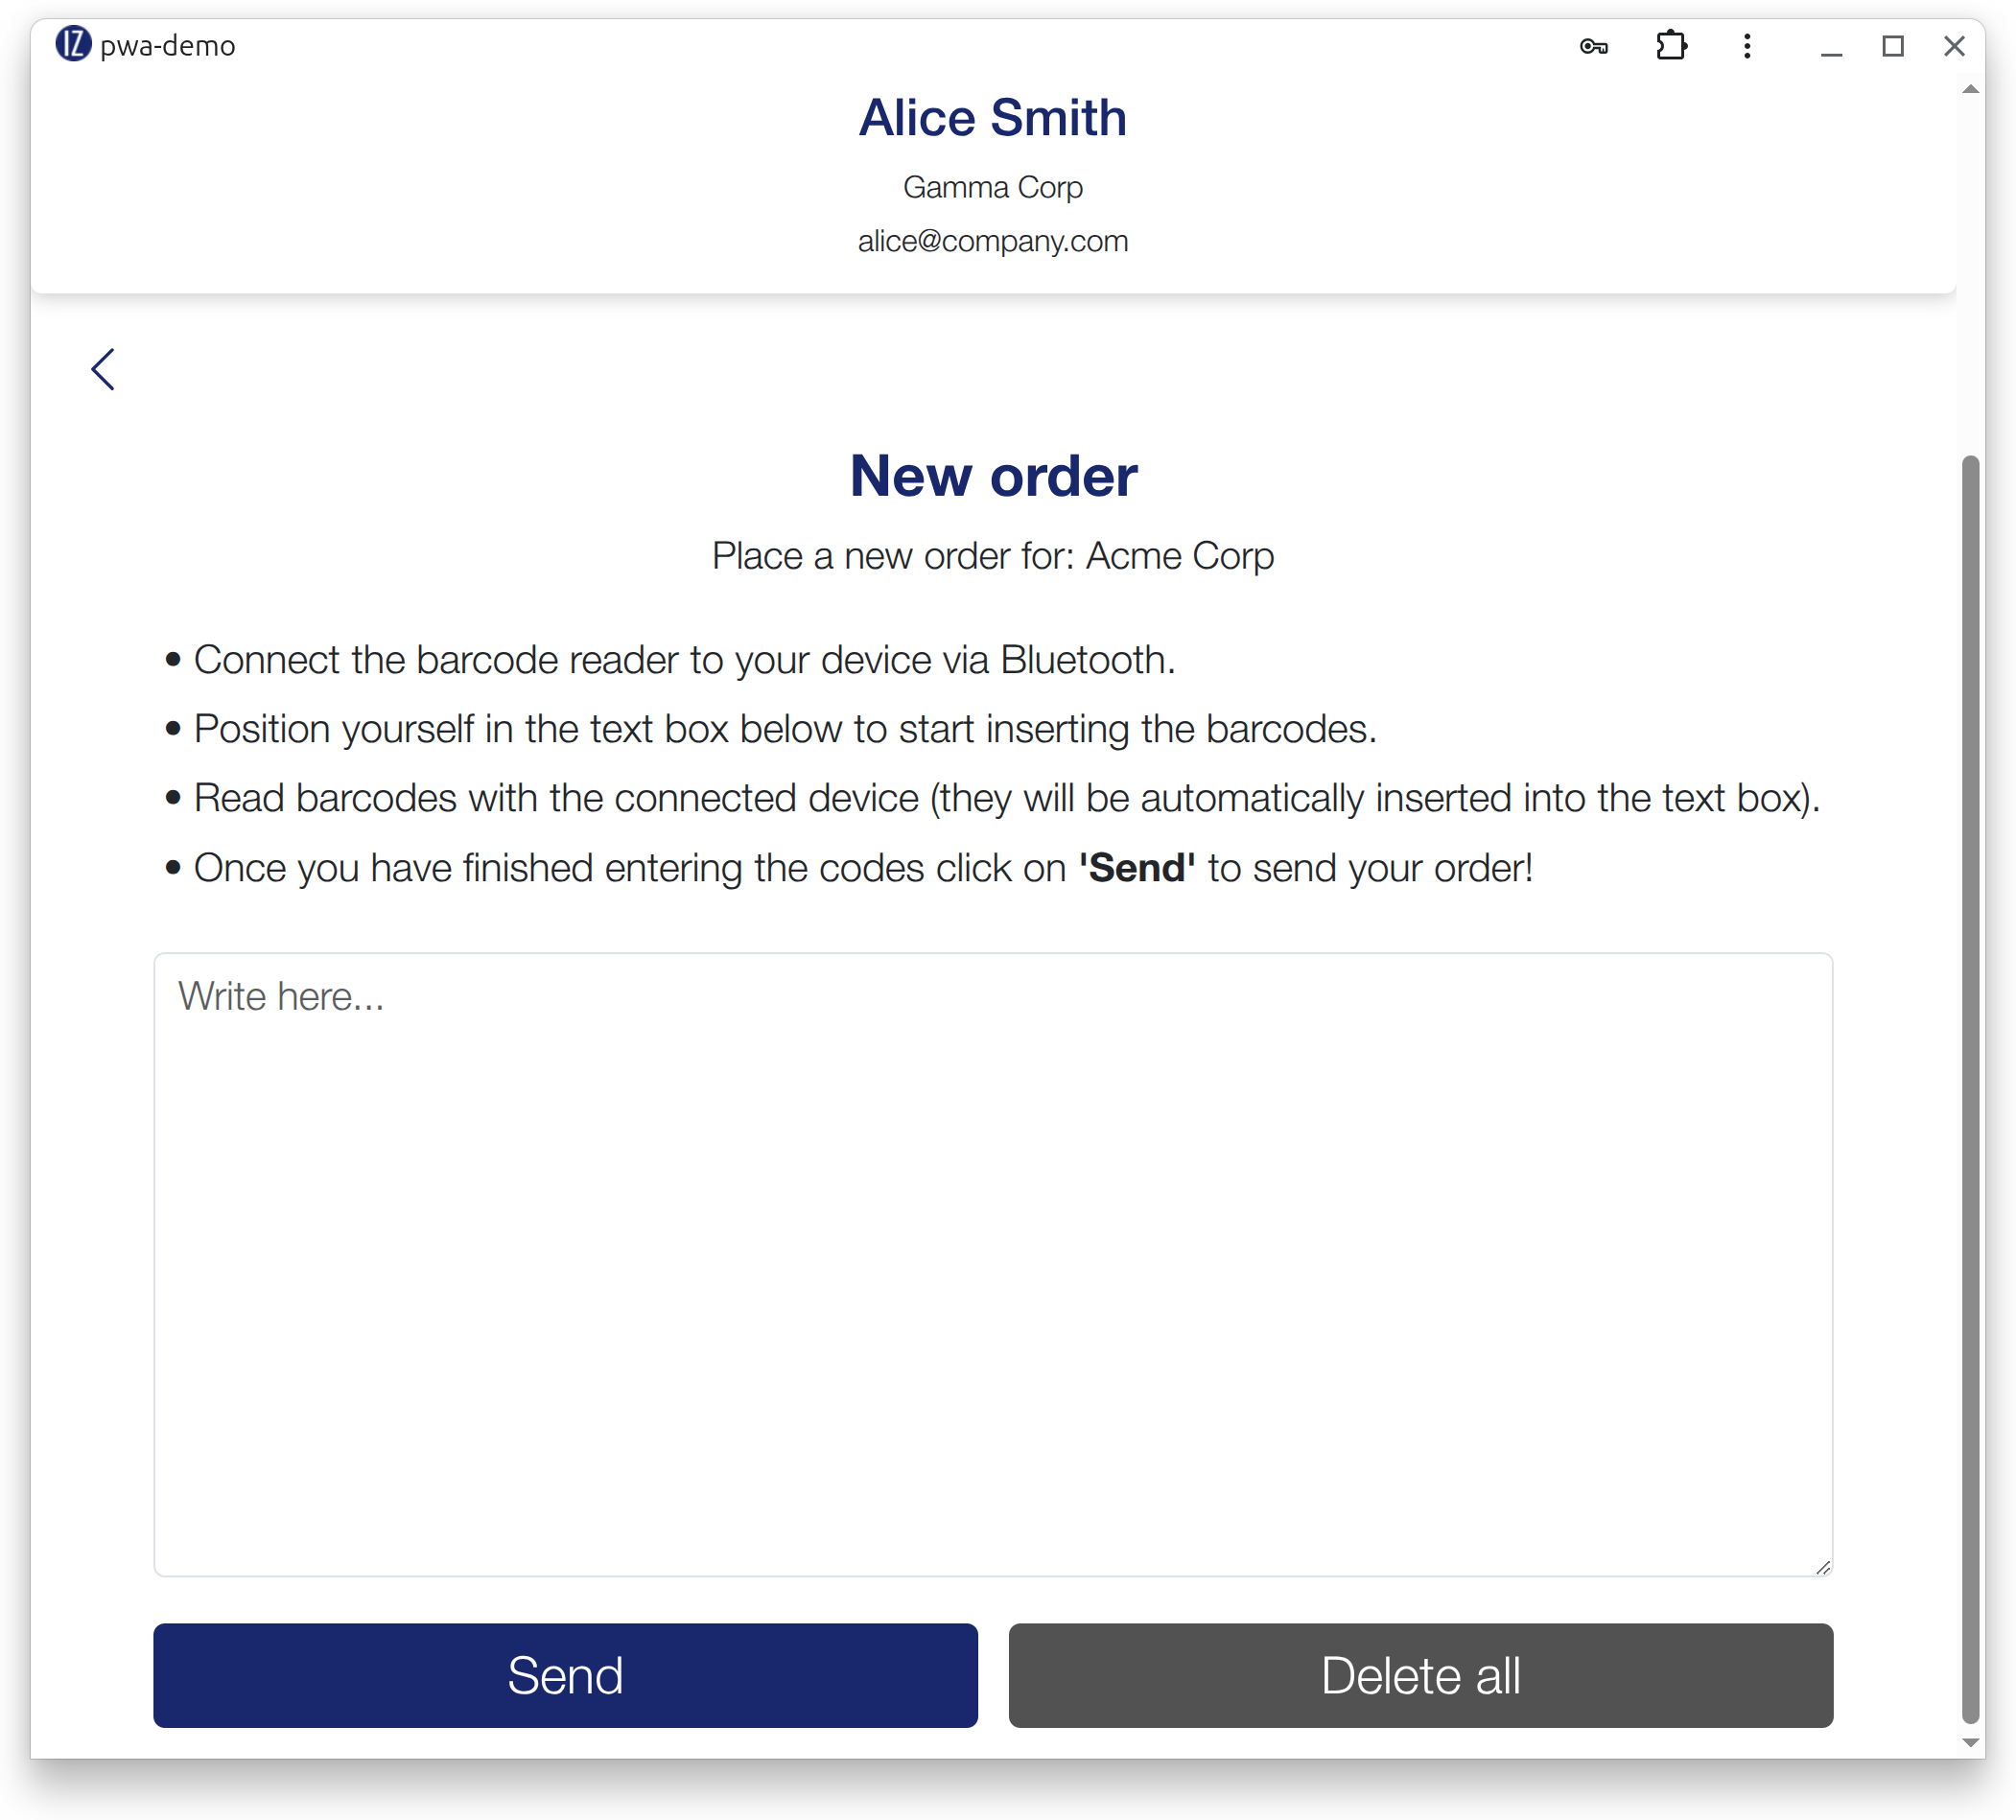 IZ pwa-demo
Alice Smith
Gamma Corp
alice@company.com
New order
Place a new order for: Acme Corp
• Connect the barcode reader to your device via Bluetooth.
• Position yourself in the text box below to start inserting the barcodes.
• Read barcodes with the connected device (they will be automatically inserted into the text box).
• Once you have finished entering the codes click on 'Send' to send your order!
Write here...
Send
Delete all